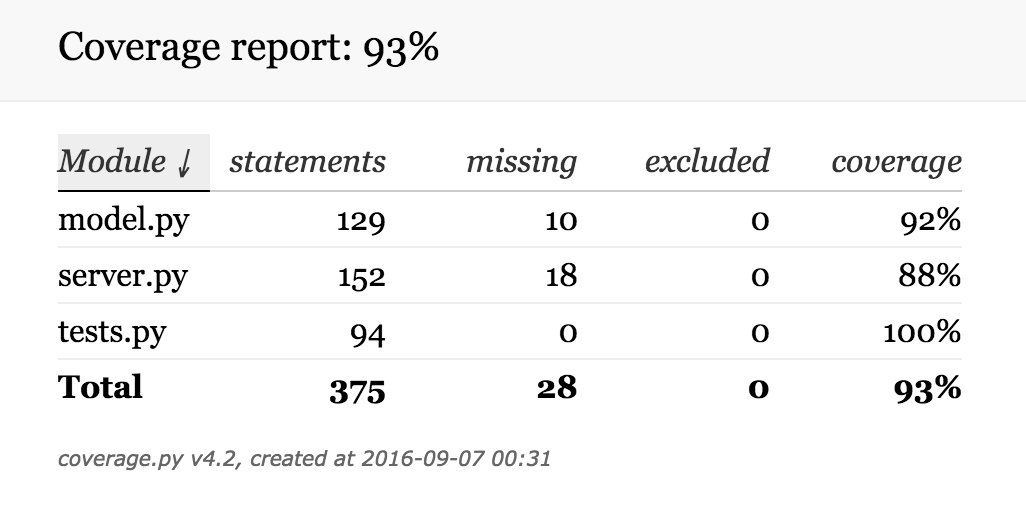 Coverage report: 93%
Module ↓ statements missing excluded coverage
model.py 129 10 0 92%
server.py 152 18 0 88%
tests.py 94 0 0 100%
Total 375 28 0 93%
coverage.py v4.2, created at 2016-09-07 00:31